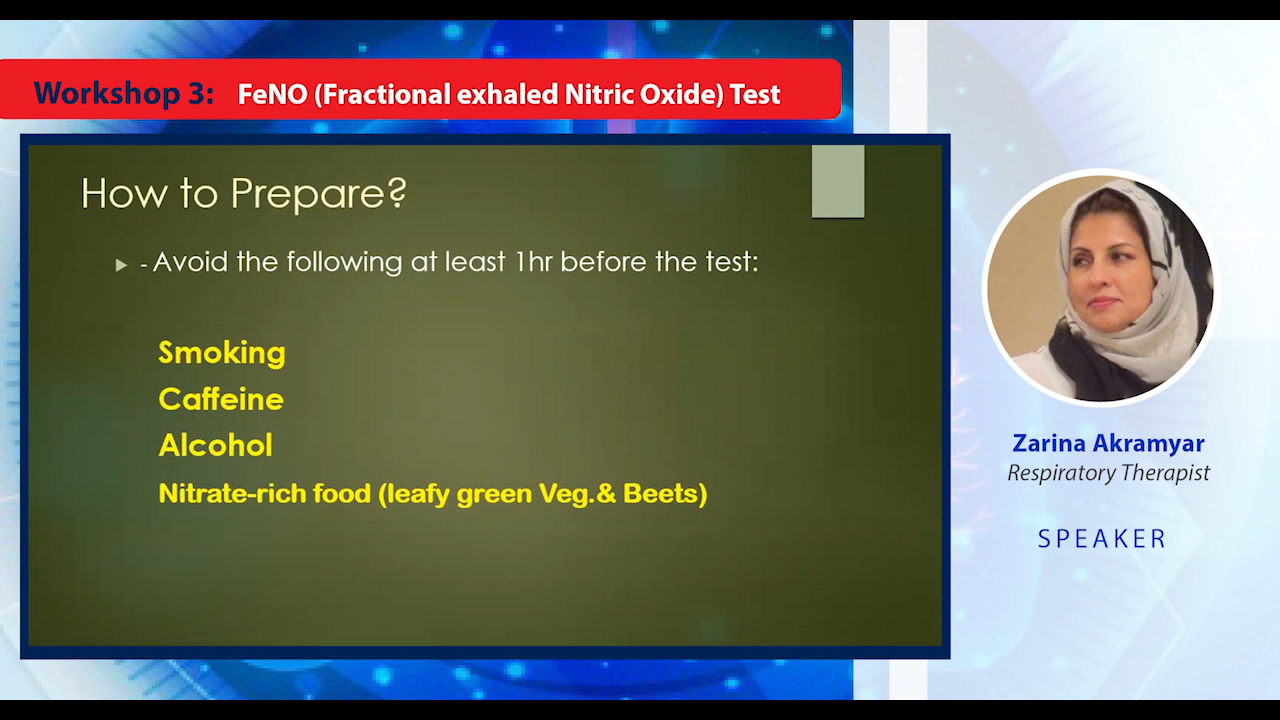 Workshop 3: FeNO (Fractional exhaled Nitric Oxide) Test
How to Prepare?
- Avoid the following at least 1hr before the test:
Smoking
Caffeine
Alcohol
Nitrate-rich food (leafy green Veg.& Beets)
Zarina Akramyar
Respiratory Therapist
SPEAKER